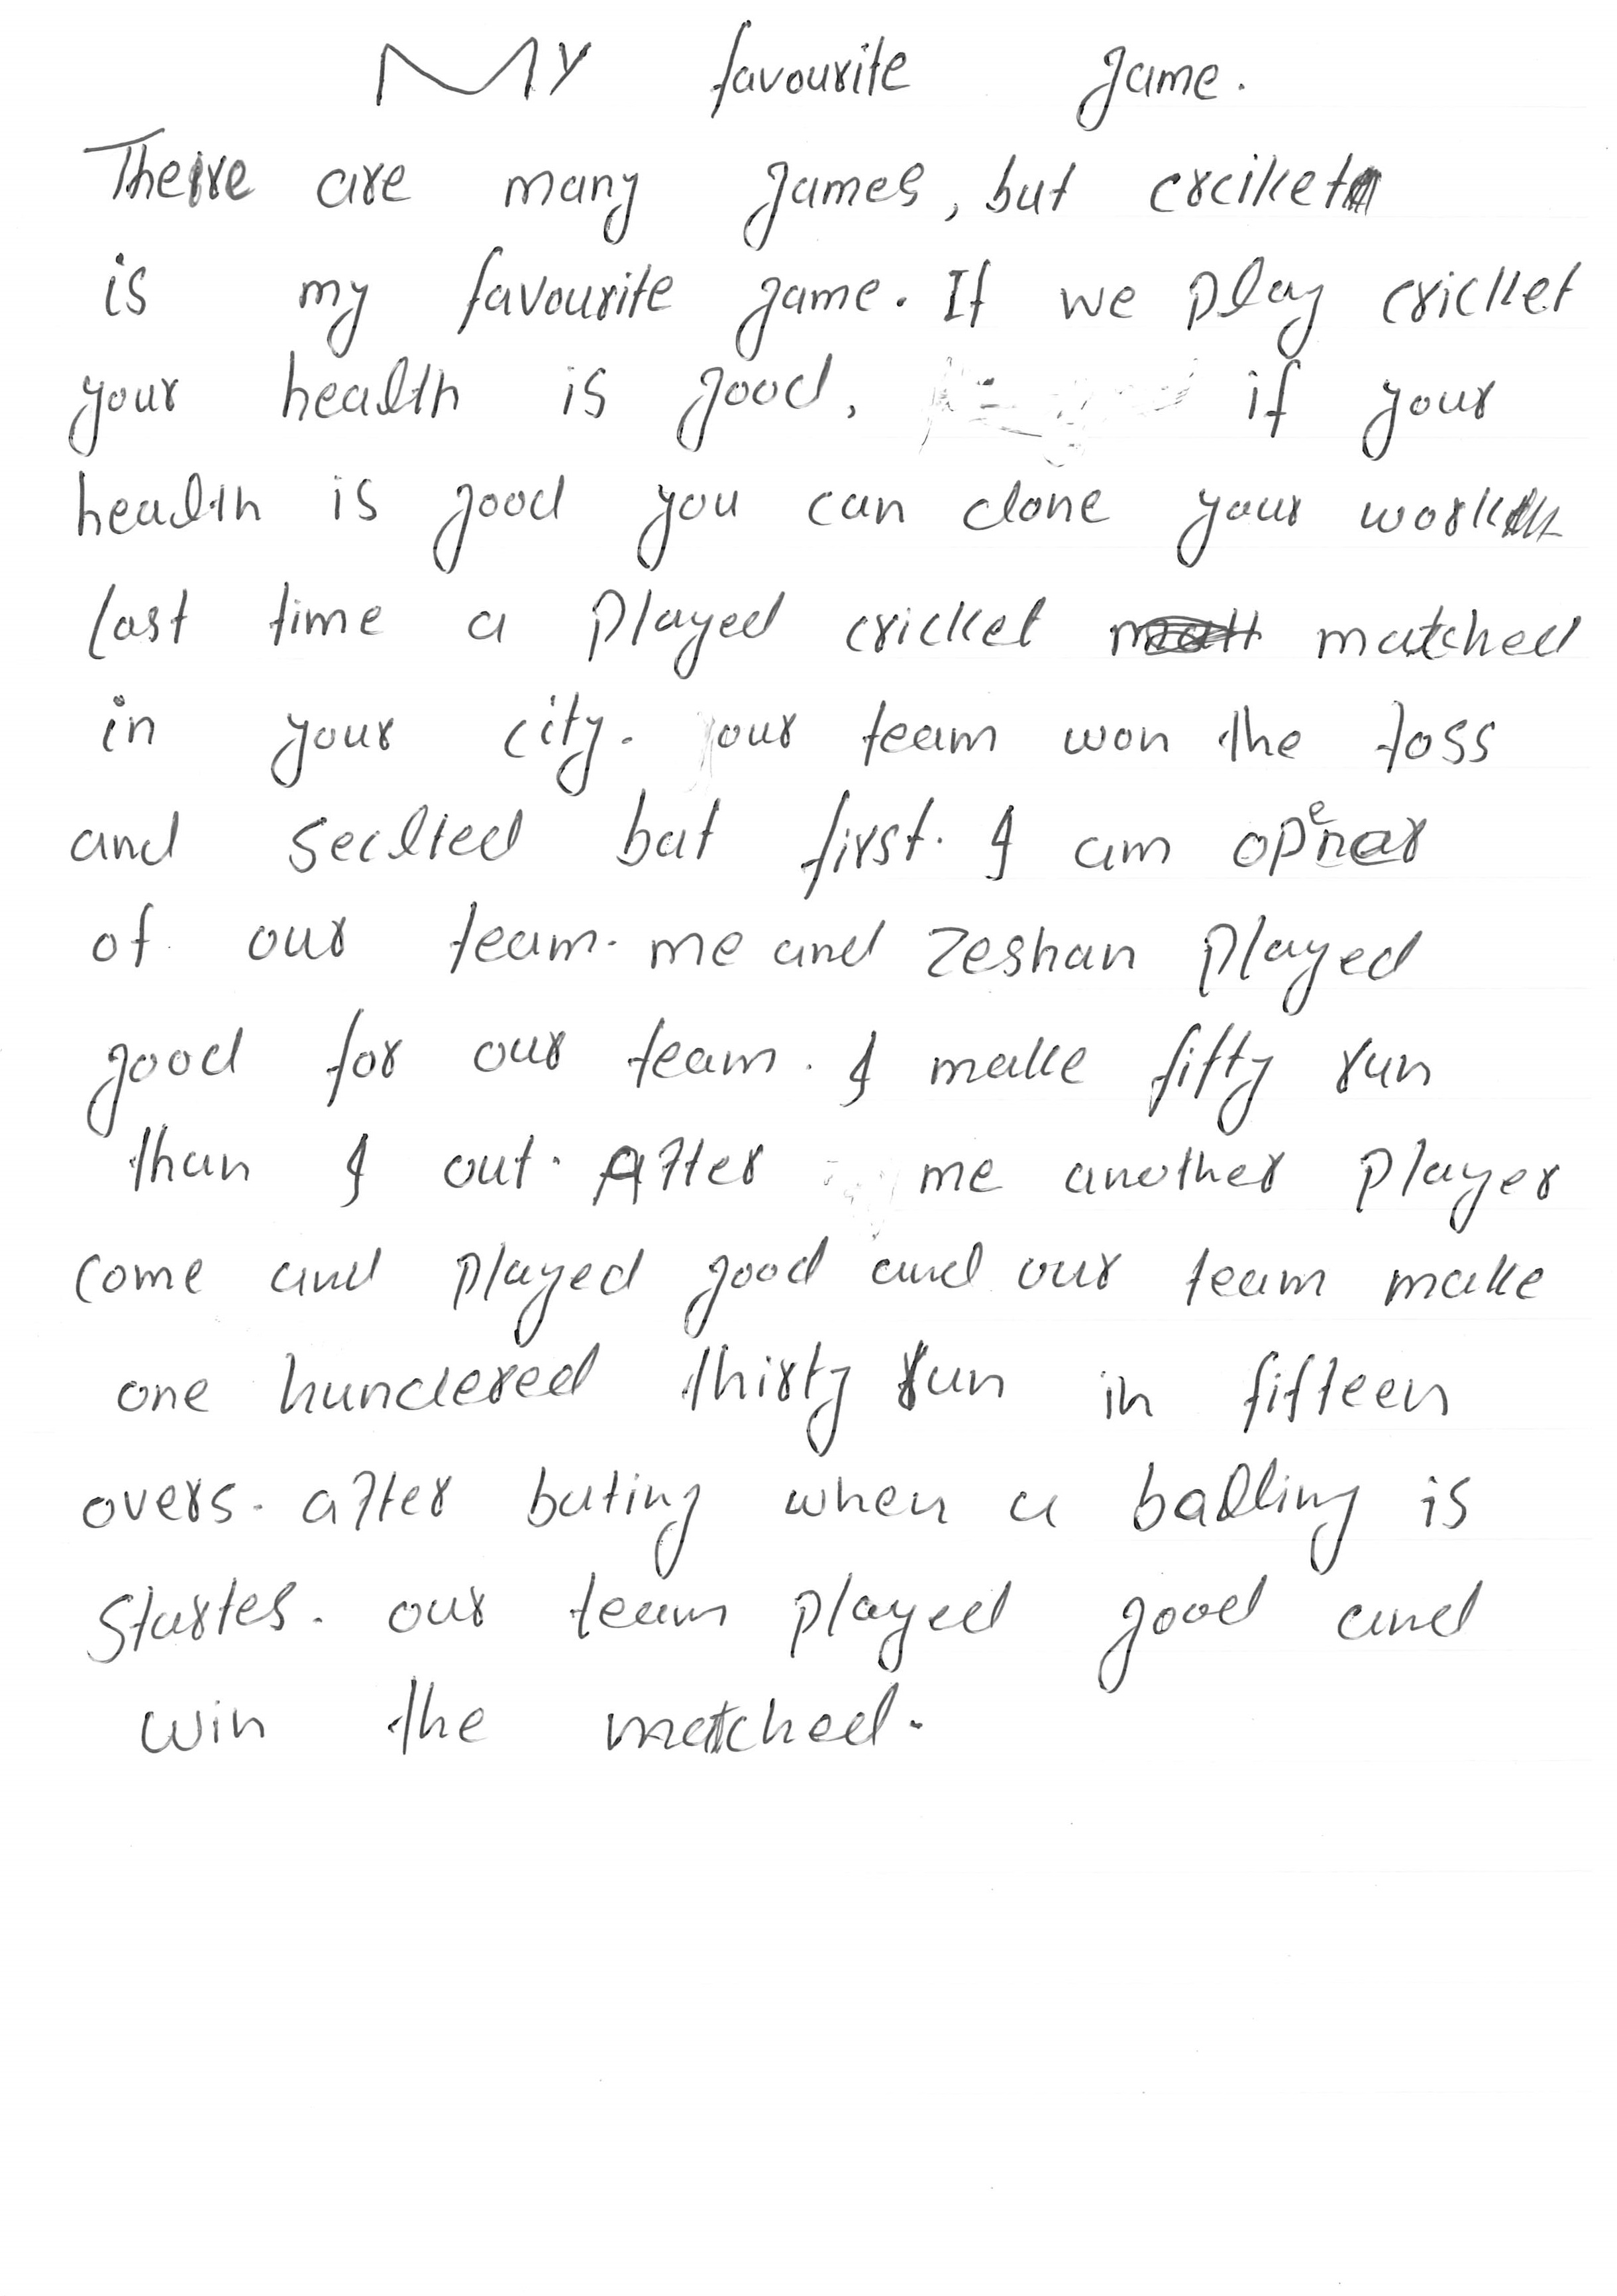 My favourite game.
There are many games, but crciket
is my favourite game. If we play cricket
your health is good. if your
health is good you can done your work
last time a played cricket matched
in your city. our team won the toss
and seclted bat first. I am opener
of our team. me and zeshan played
good for our team. I make fifty run
than I out. After me another player
come and played good and our team make
one hundered thirty run in fifteen
overs. after bating when a balling is
startes. our team played good and
win the matched.